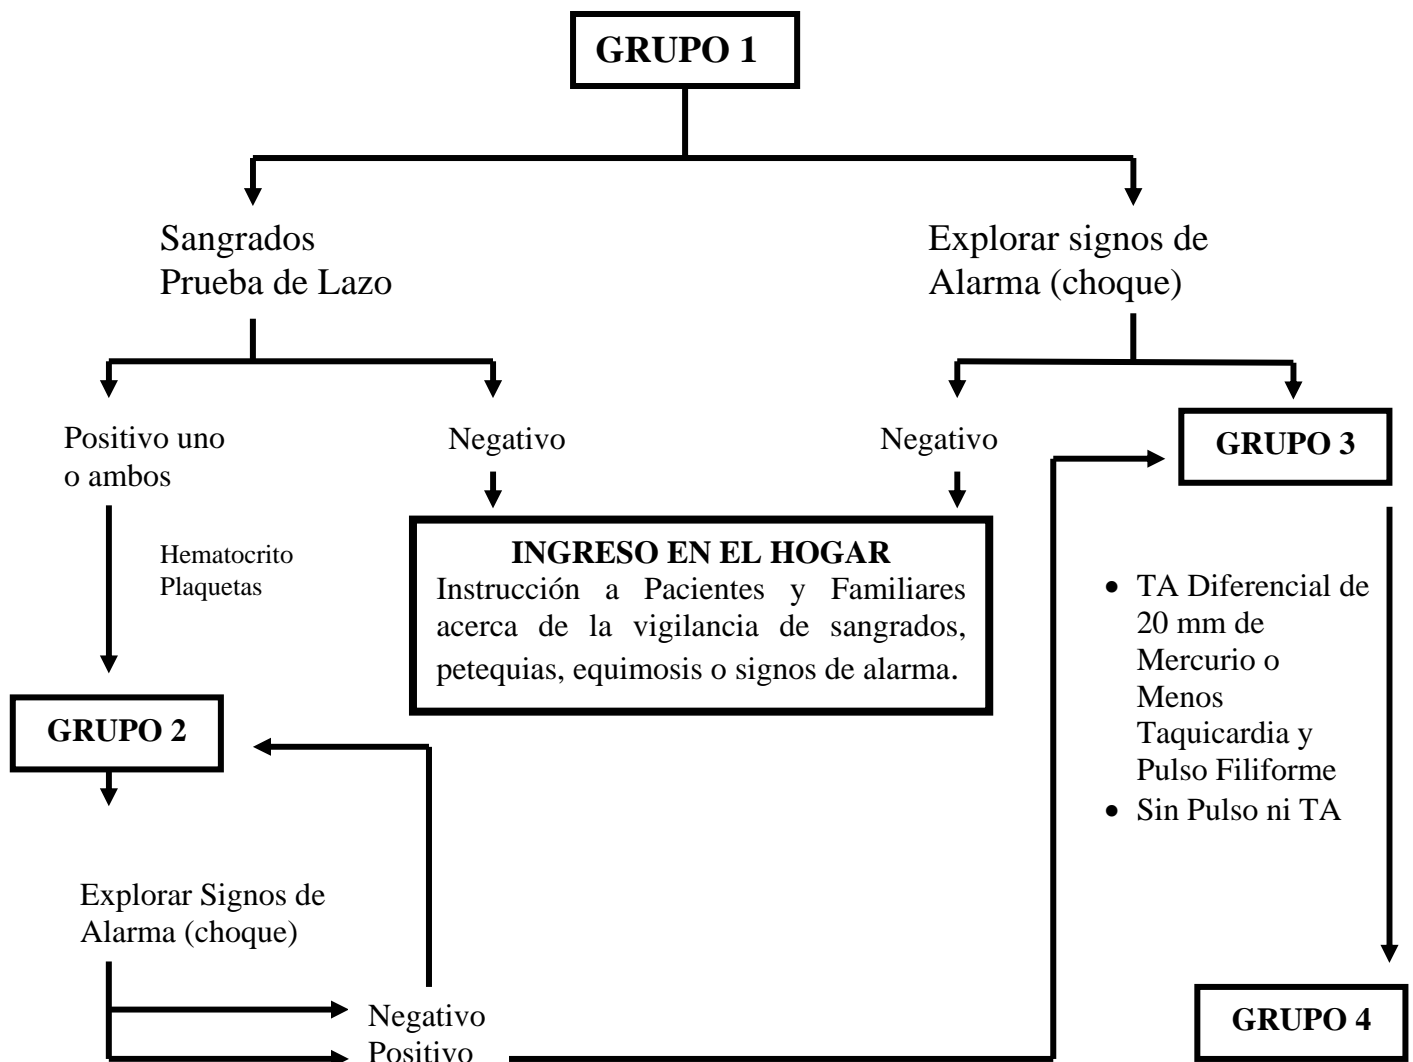 GRUPO 1
Sangrados
Prueba de Lazo
Explorar signos de
Alarma (choque)
Positivo uno
o ambos
Negativo
Negativo
GRUPO 3
Hematocrito
Plaquetas
INGRESO EN EL HOGAR
Instrucción a Pacientes y Familiares
acerca de la vigilancia de sangrados,
petequias, equimosis o signos de alarma.
• TA Diferencial de
20 mm de
Mercurio o
Menos
Taquicardia y
Pulso Filiforme
• Sin Pulso ni TA
GRUPO 2
Explorar Signos de
Alarma (choque)
Negativo
Positivo
GRUPO 4